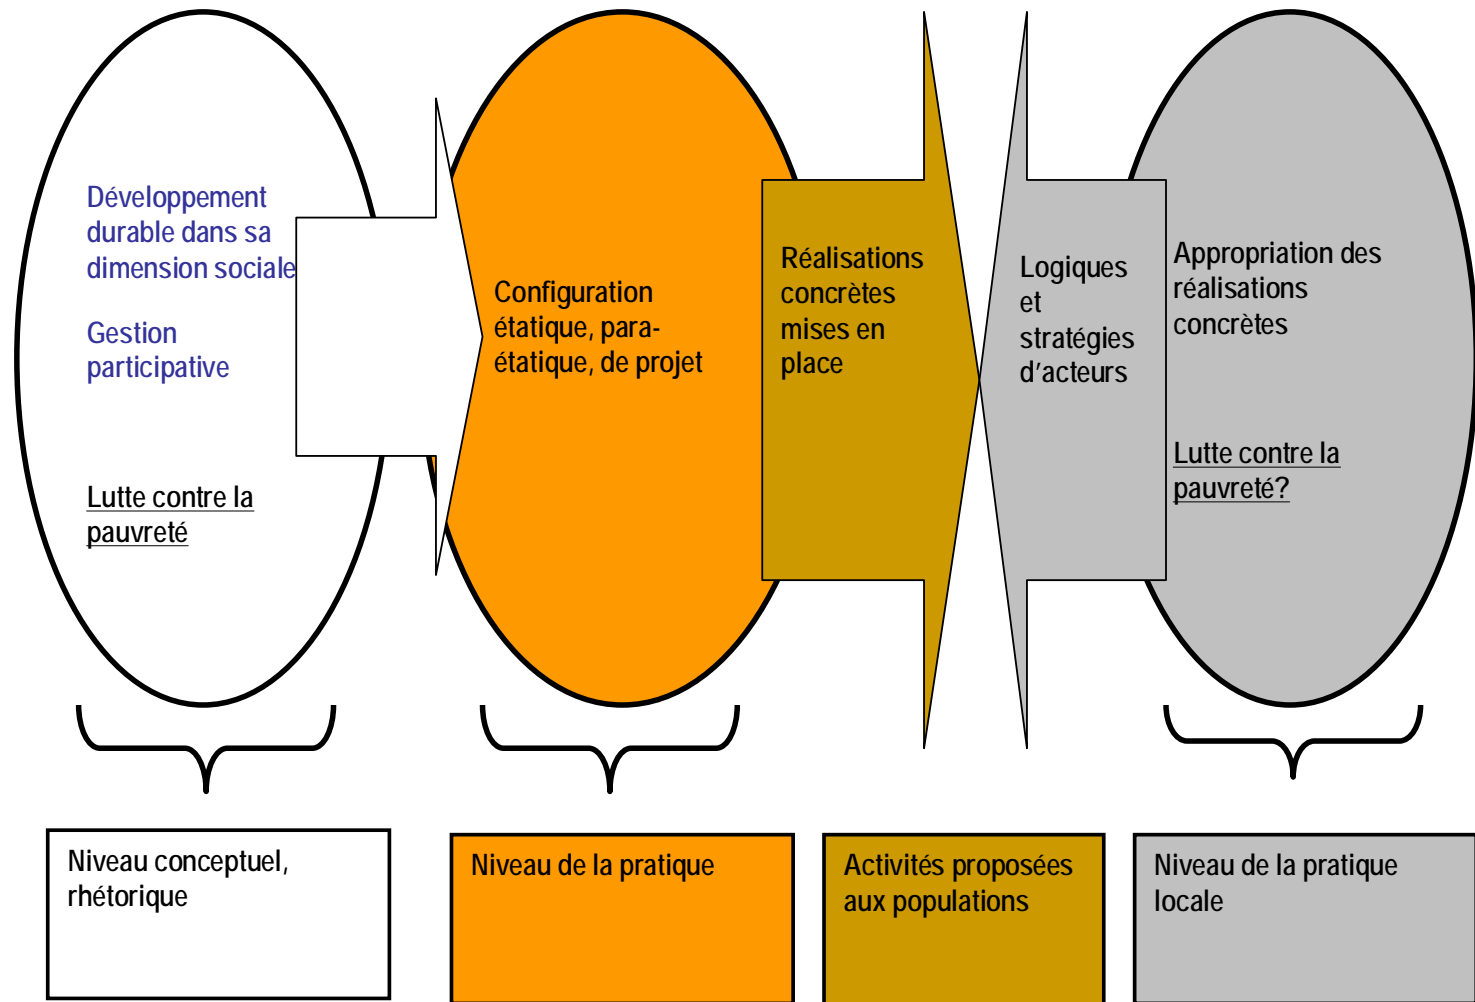 Développement
durable dans sa
dimension sociale
Gestion
participative
Lutte contre la
pauvreté
Configuration
étatique, para-
étatique, de projet
Réalisations
concrètes
mises en
place
Logiques
et
stratégies
d'acteurs
Appropriation des
réalisations
concrètes
Lutte contre la
pauvreté?
Niveau conceptuel,
rhétorique
Niveau de la pratique
Activités proposées
aux populations
Niveau de la pratique
locale